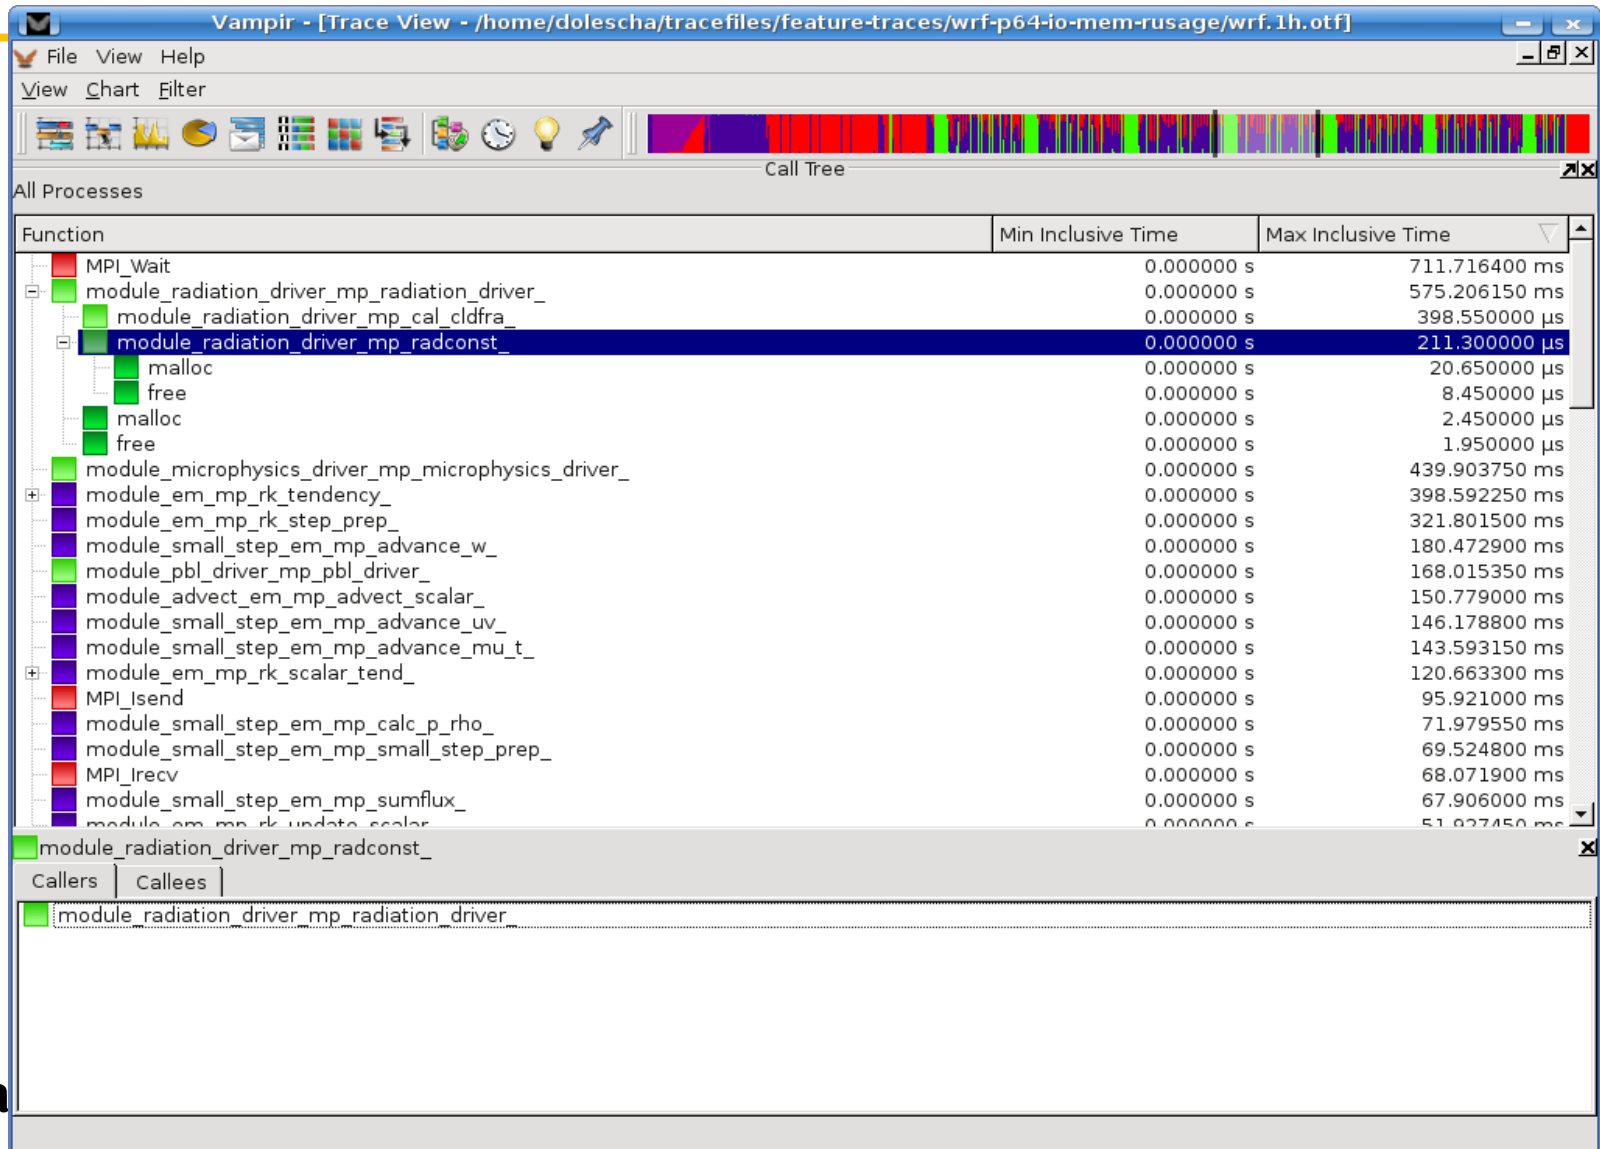 Vampir - [Trace View - /home/dolescha/tracefiles/feature-traces/wrf-p64-io-mem-rusage/wrf.1h.otf]
File View Help
View Chart Filter
Call Tree
All Processes
Function Min Inclusive Time Max Inclusive Time
MPI_Wait 0.000000 s 711.716400 ms
module_radiation_driver_mp_radiation_driver_ 0.000000 s 575.206150 ms
module_radiation_driver_mp_cal_cldfra_ 0.000000 s 398.550000 µs
module_radiation_driver_mp_radconst_ 0.000000 s 211.300000 µs
malloc 0.000000 s 20.650000 µs
free 0.000000 s 8.450000 µs
malloc 0.000000 s 2.450000 µs
free 0.000000 s 1.950000 µs
module_microphysics_driver_mp_microphysics_driver_ 0.000000 s 439.903750 ms
module_em_mp_rk_tendency_ 0.000000 s 398.592250 ms
module_em_mp_rk_step_prep_ 0.000000 s 321.801500 ms
module_small_step_em_mp_advance_w_ 0.000000 s 180.472900 ms
module_pbl_driver_mp_pbl_driver_ 0.000000 s 168.015350 ms
module_advect_em_mp_advect_scalar_ 0.000000 s 150.779000 ms
module_small_step_em_mp_advance_uv_ 0.000000 s 146.178800 ms
module_small_step_em_mp_advance_mu_t_ 0.000000 s 143.593150 ms
module_em_mp_rk_scalar_tend_ 0.000000 s 120.663300 ms
MPI_Isend 0.000000 s 95.921000 ms
module_small_step_em_mp_calc_p_rho_ 0.000000 s 71.979550 ms
module_small_step_em_mp_small_step_prep_ 0.000000 s 69.524800 ms
MPI_Irecv 0.000000 s 68.071900 ms
module_small_step_em_mp_sumflux_ 0.000000 s 67.906000 ms
module_em_mp_rk_update_scalar_ 0.000000 s 51.927450 ms
module_radiation_driver_mp_radconst_
Callers Callees
module_radiation_driver_mp_radiation_driver_